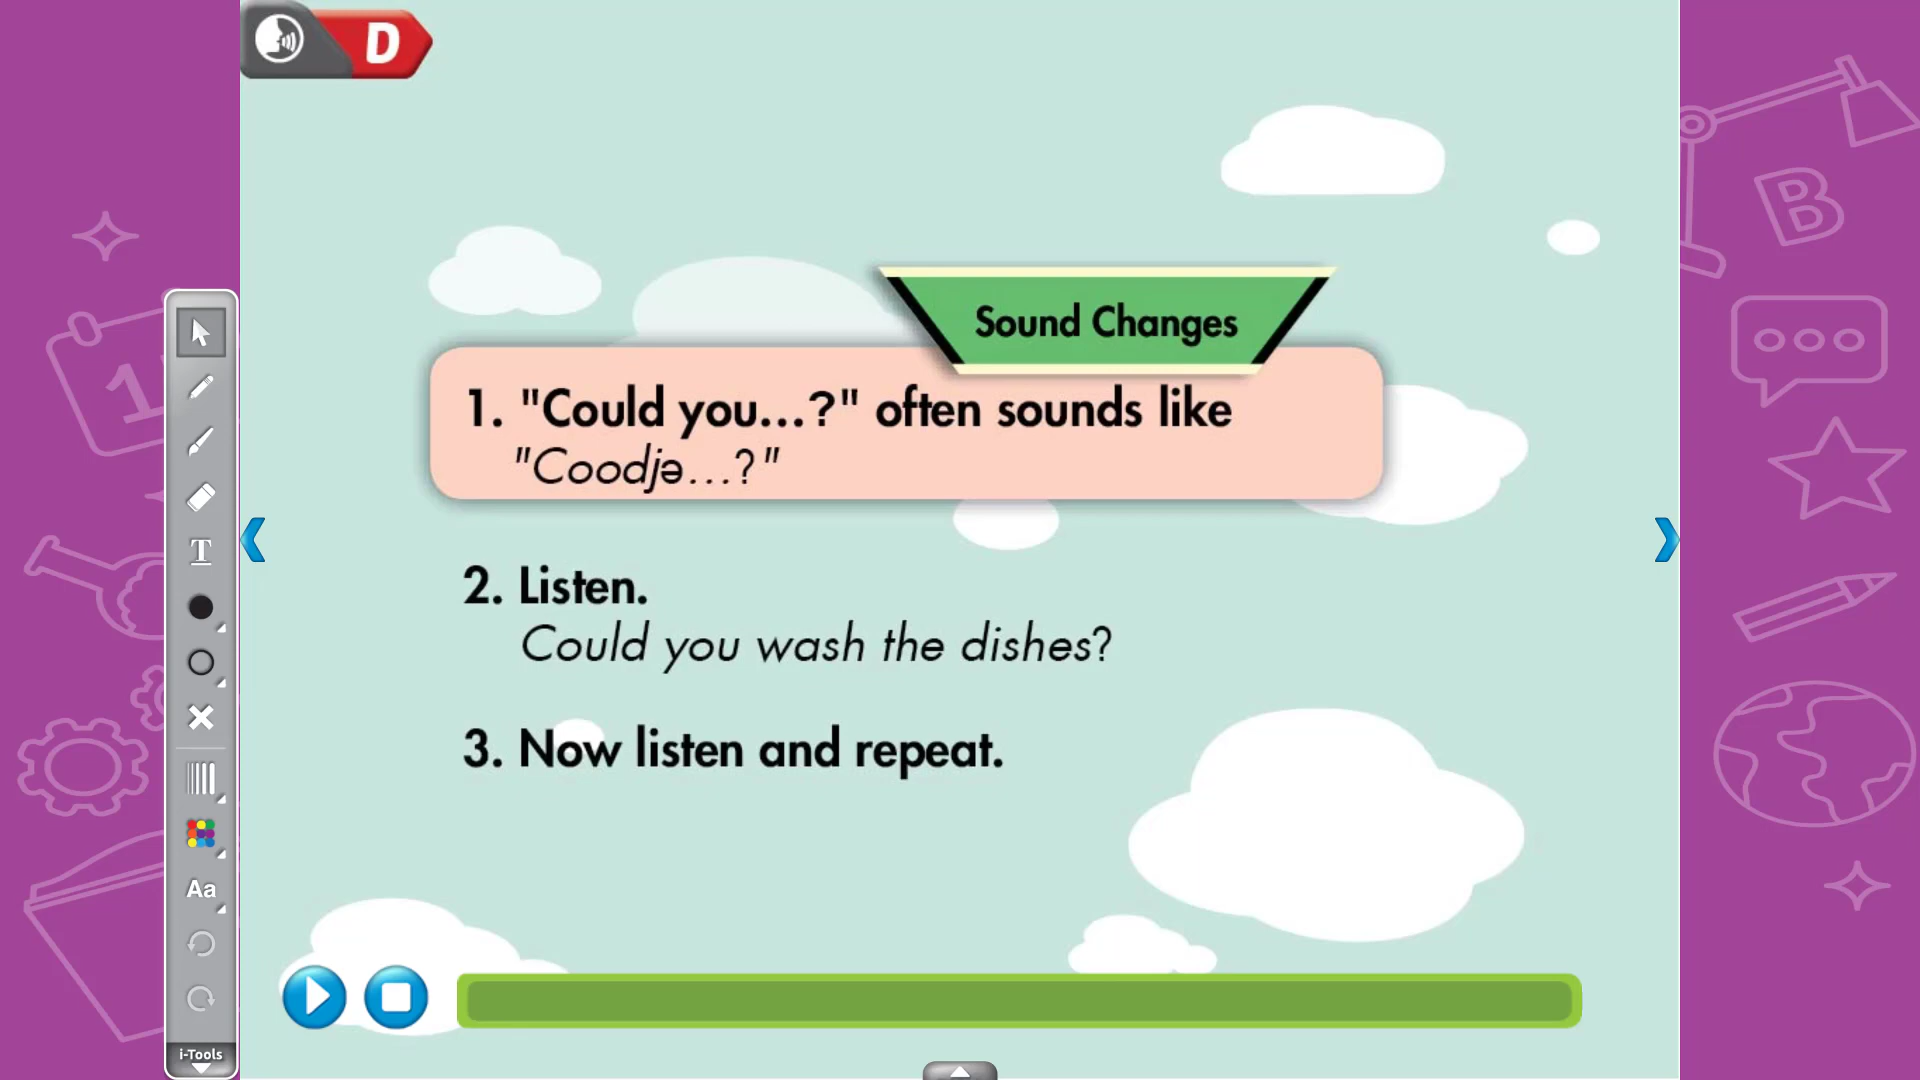 D
Sound Changes
1. "Could you...?" often sounds like
"Coodjə...?"
2. Listen.
Could you wash the dishes?
3. Now listen and repeat.
T
Aa
i-Tools
1
B